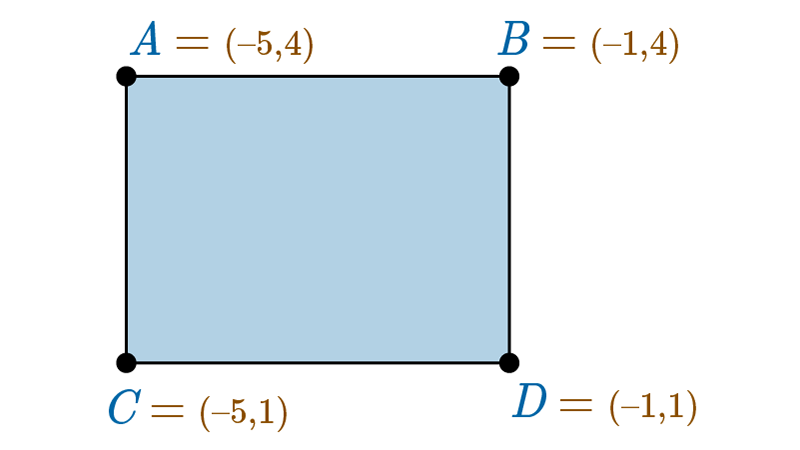 A = (–5,4)
B = (–1,4)
C = (–5,1)
D = (–1,1)